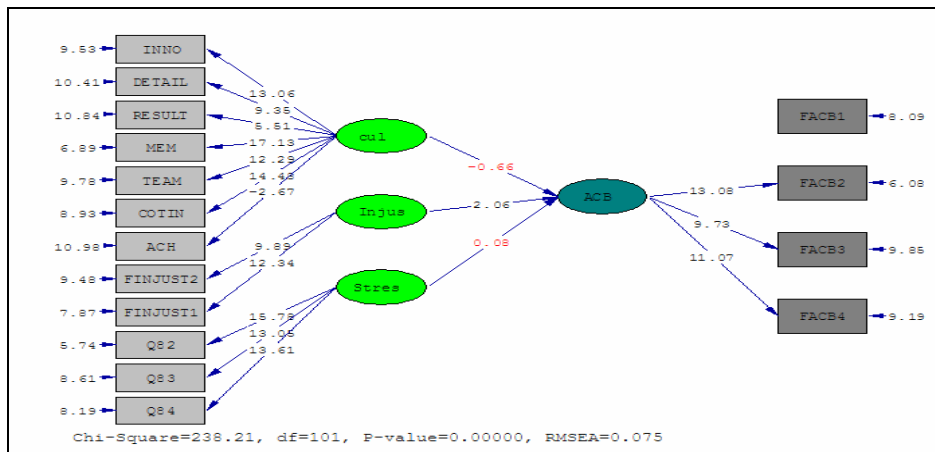 9.53 INNO
10.41 DETAIL
10.84 RESULT
6.89 MEM
9.78 TEAM
8.93 COTIN
10.98 ACH
9.48 FINJUST2
7.87 FINJUST1
5.74 Q82
8.61 Q83
8.19 Q84
13.06
9.35
5.51
17.13
12.29
14.43
-2.67
9.89
12.34
15.79
13.05
13.61
cul
Injus
Stres
-0.66
2.06
0.08
ACB
13.08
9.73
11.07
FACB1 8.09
FACB2 6.08
FACB3 9.85
FACB4 9.19
Chi-Square=238.21, df=101, P-value=0.00000, RMSEA=0.075